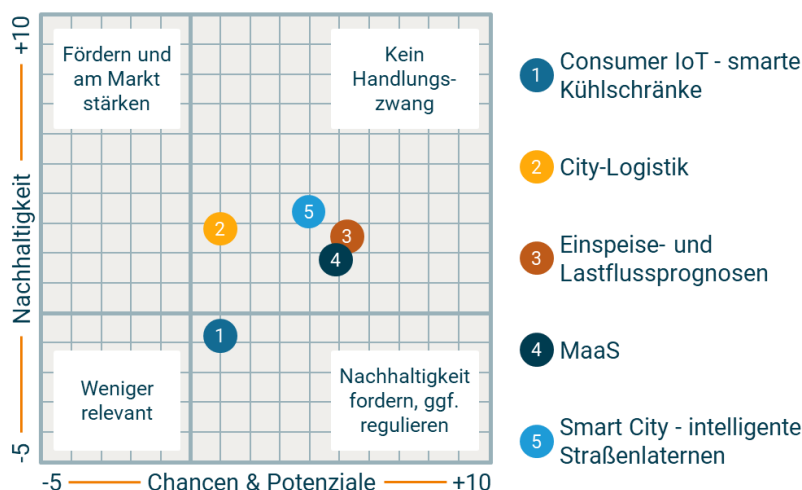 +10
Nachhaltigkeit
-5
Fördern und
am Markt
stärken
Kein
Handlungs-
zwang
5
2
3
4
1
Weniger
relevant
Nachhaltigkeit
fordern, ggf.
regulieren
-5
Chancen & Potenziale
+10
1
Consumer IoT - smarte
Kühlschränke
2
City-Logistik
3
Einspeise- und
Lastflussprognosen
4
MaaS
5
Smart City - intelligente
Straßenlaternen